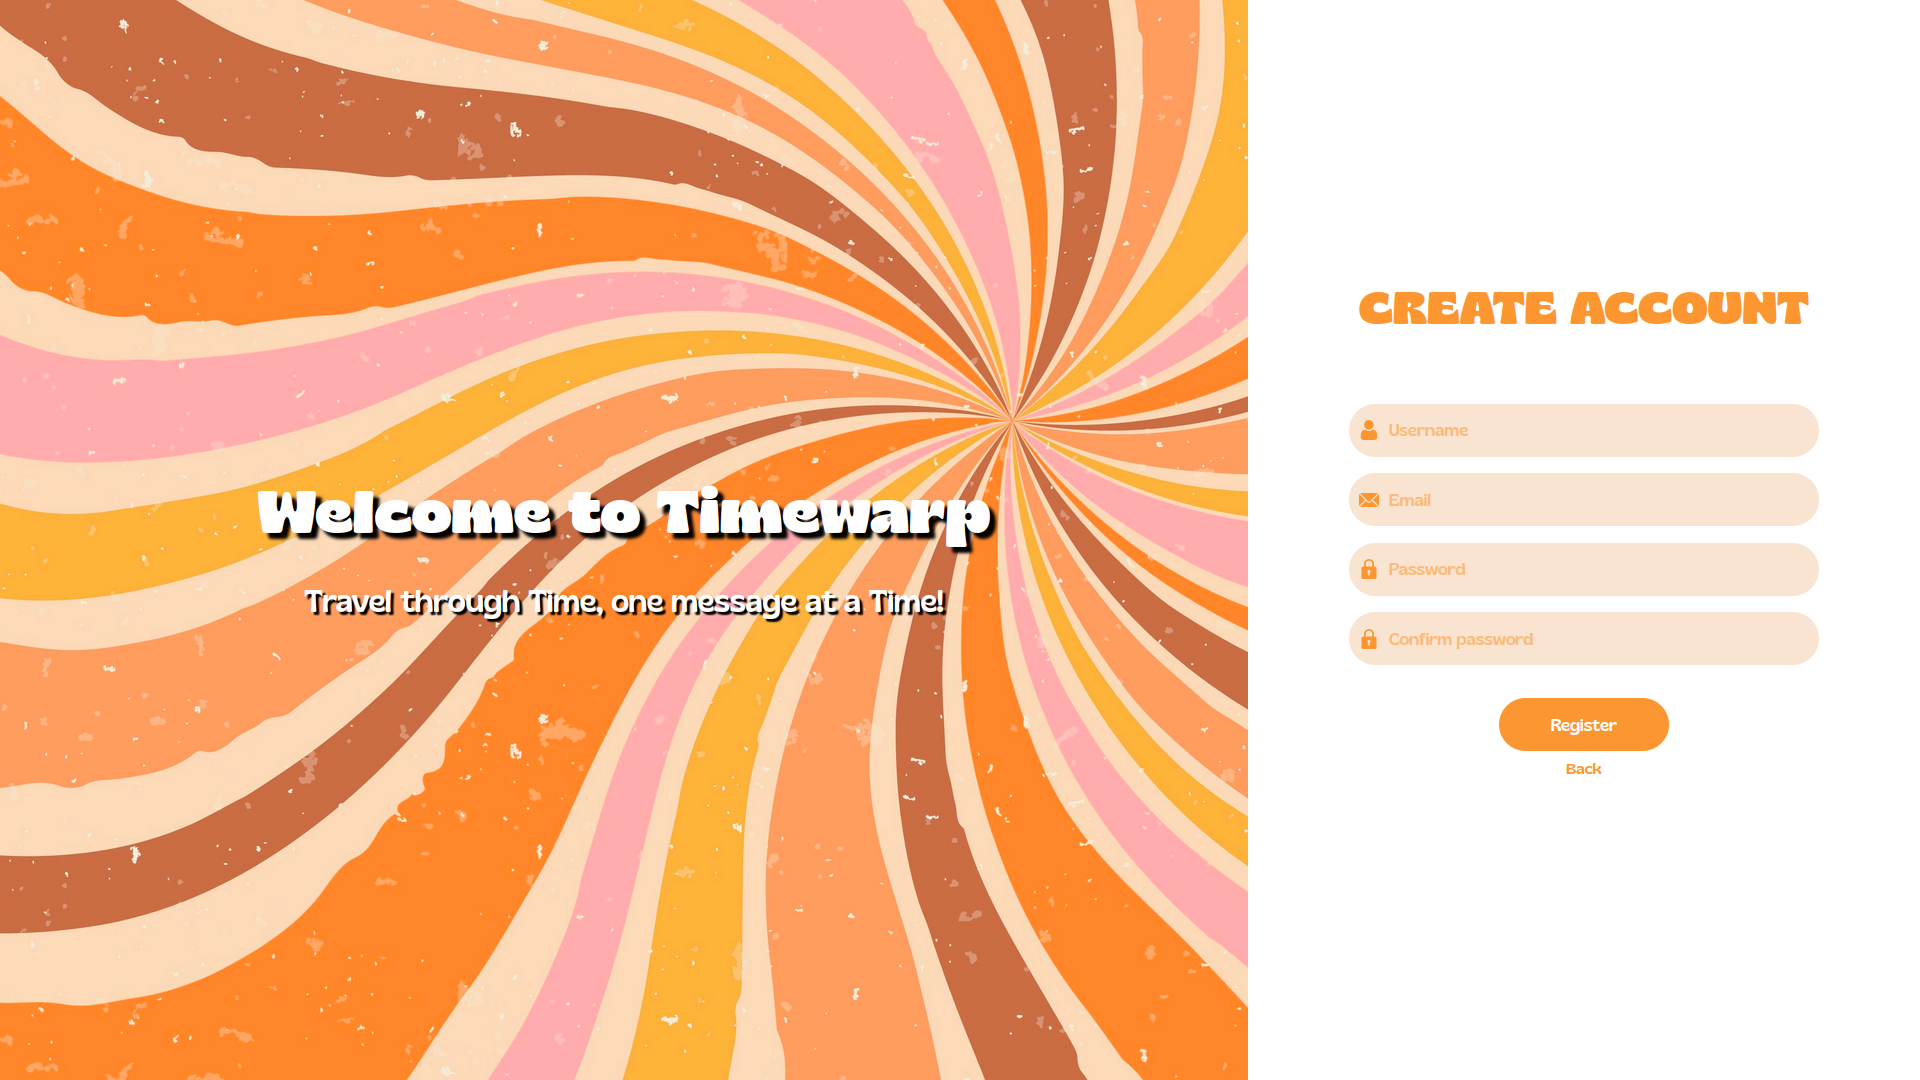 Welcome to Timewarp
Travel through Time, one message at a Time!
CREATE ACCOUNT
Username
Email
Password
Confirm password
Register
Back